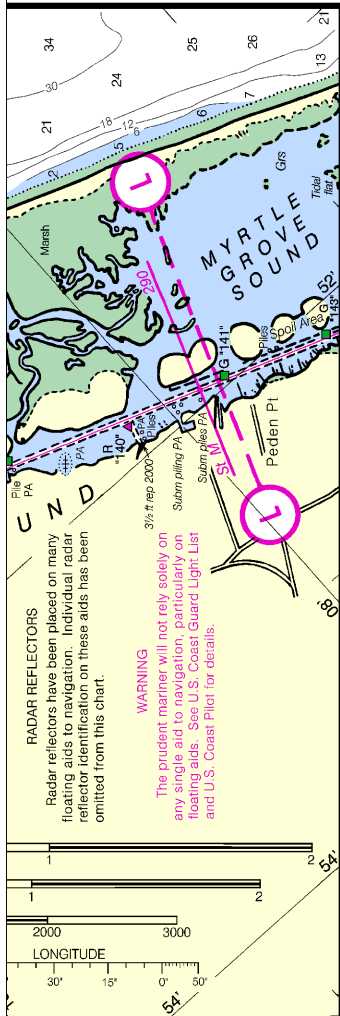 34
21
30
24
18
12
6
5
2
25
26
6
7
13
21
1
Marsh
MYRTLE
GROVE
SOUND
Grs
Tidal
flat
290
52'
Spoil Area
G "143"
Piles
G "141"
St M
Peden Pt
R
"140"
PA
Piles
PA
Pile
PA
UND
3½ ft rep 2000
Subm piling PA
Subm piles PA
1
08'
RADAR REFLECTORS
Radar reflectors have been placed on many
floating aids to navigation. Individual radar
reflector identification on these aids has been
omitted from this chart.
WARNING
The prudent mariner will not rely solely on
any single aid to navigation, particularly on
floating aids. See U.S. Coast Guard Light List
and U.S. Coast Pilot for details.
1
2
1
2
2000
3000
LONGITUDE
30"
15"
0'
50"
54'
54'